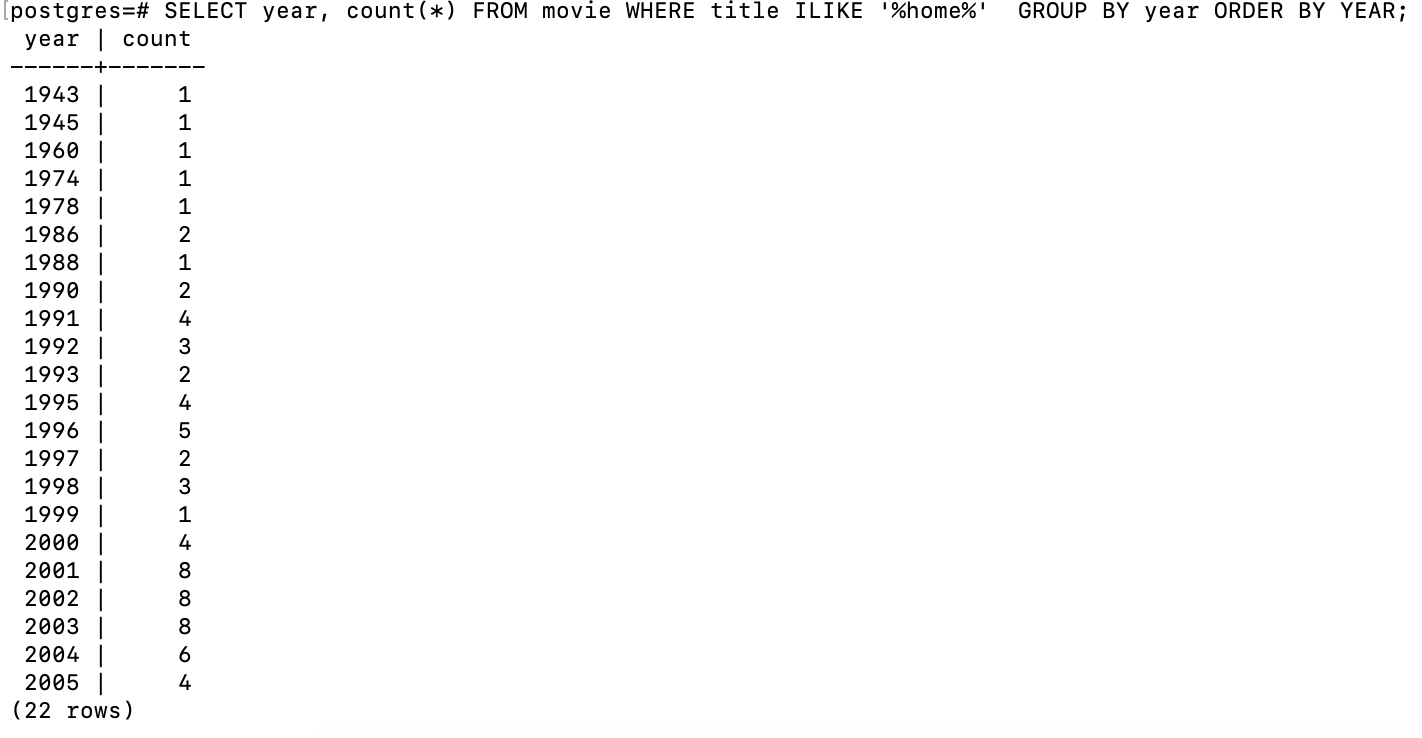 [postgres=# SELECT year, count(*) FROM movie WHERE title ILIKE '%home%'  GROUP BY year ORDER BY YEAR;
 year | count
------+-------
 1943 |     1
 1945 |     1
 1960 |     1
 1974 |     1
 1978 |     1
 1986 |     2
 1988 |     1
 1990 |     2
 1991 |     4
 1992 |     3
 1993 |     2
 1995 |     4
 1996 |     5
 1997 |     2
 1998 |     3
 1999 |     1
 2000 |     4
 2001 |     8
 2002 |     8
 2003 |     8
 2004 |     6
 2005 |     4
(22 rows)